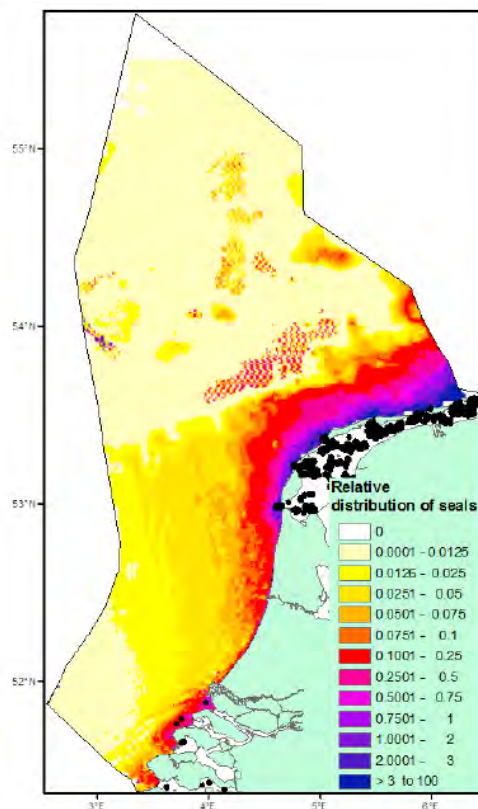 55°N
54°N
53°N
52°N
3°E
4°E
5°E
6°E
Relative
distribution of seals
0
0.0001 - 0.0125
0.0126 - 0.025
0.0251 - 0.05
0.0501 - 0.075
0.0751 - 0.1
0.1001 - 0.25
0.2501 - 0.5
0.5001 - 0.75
0.7501 - 1
1.0001 - 2
2.0001 - 3
> 3 to 100